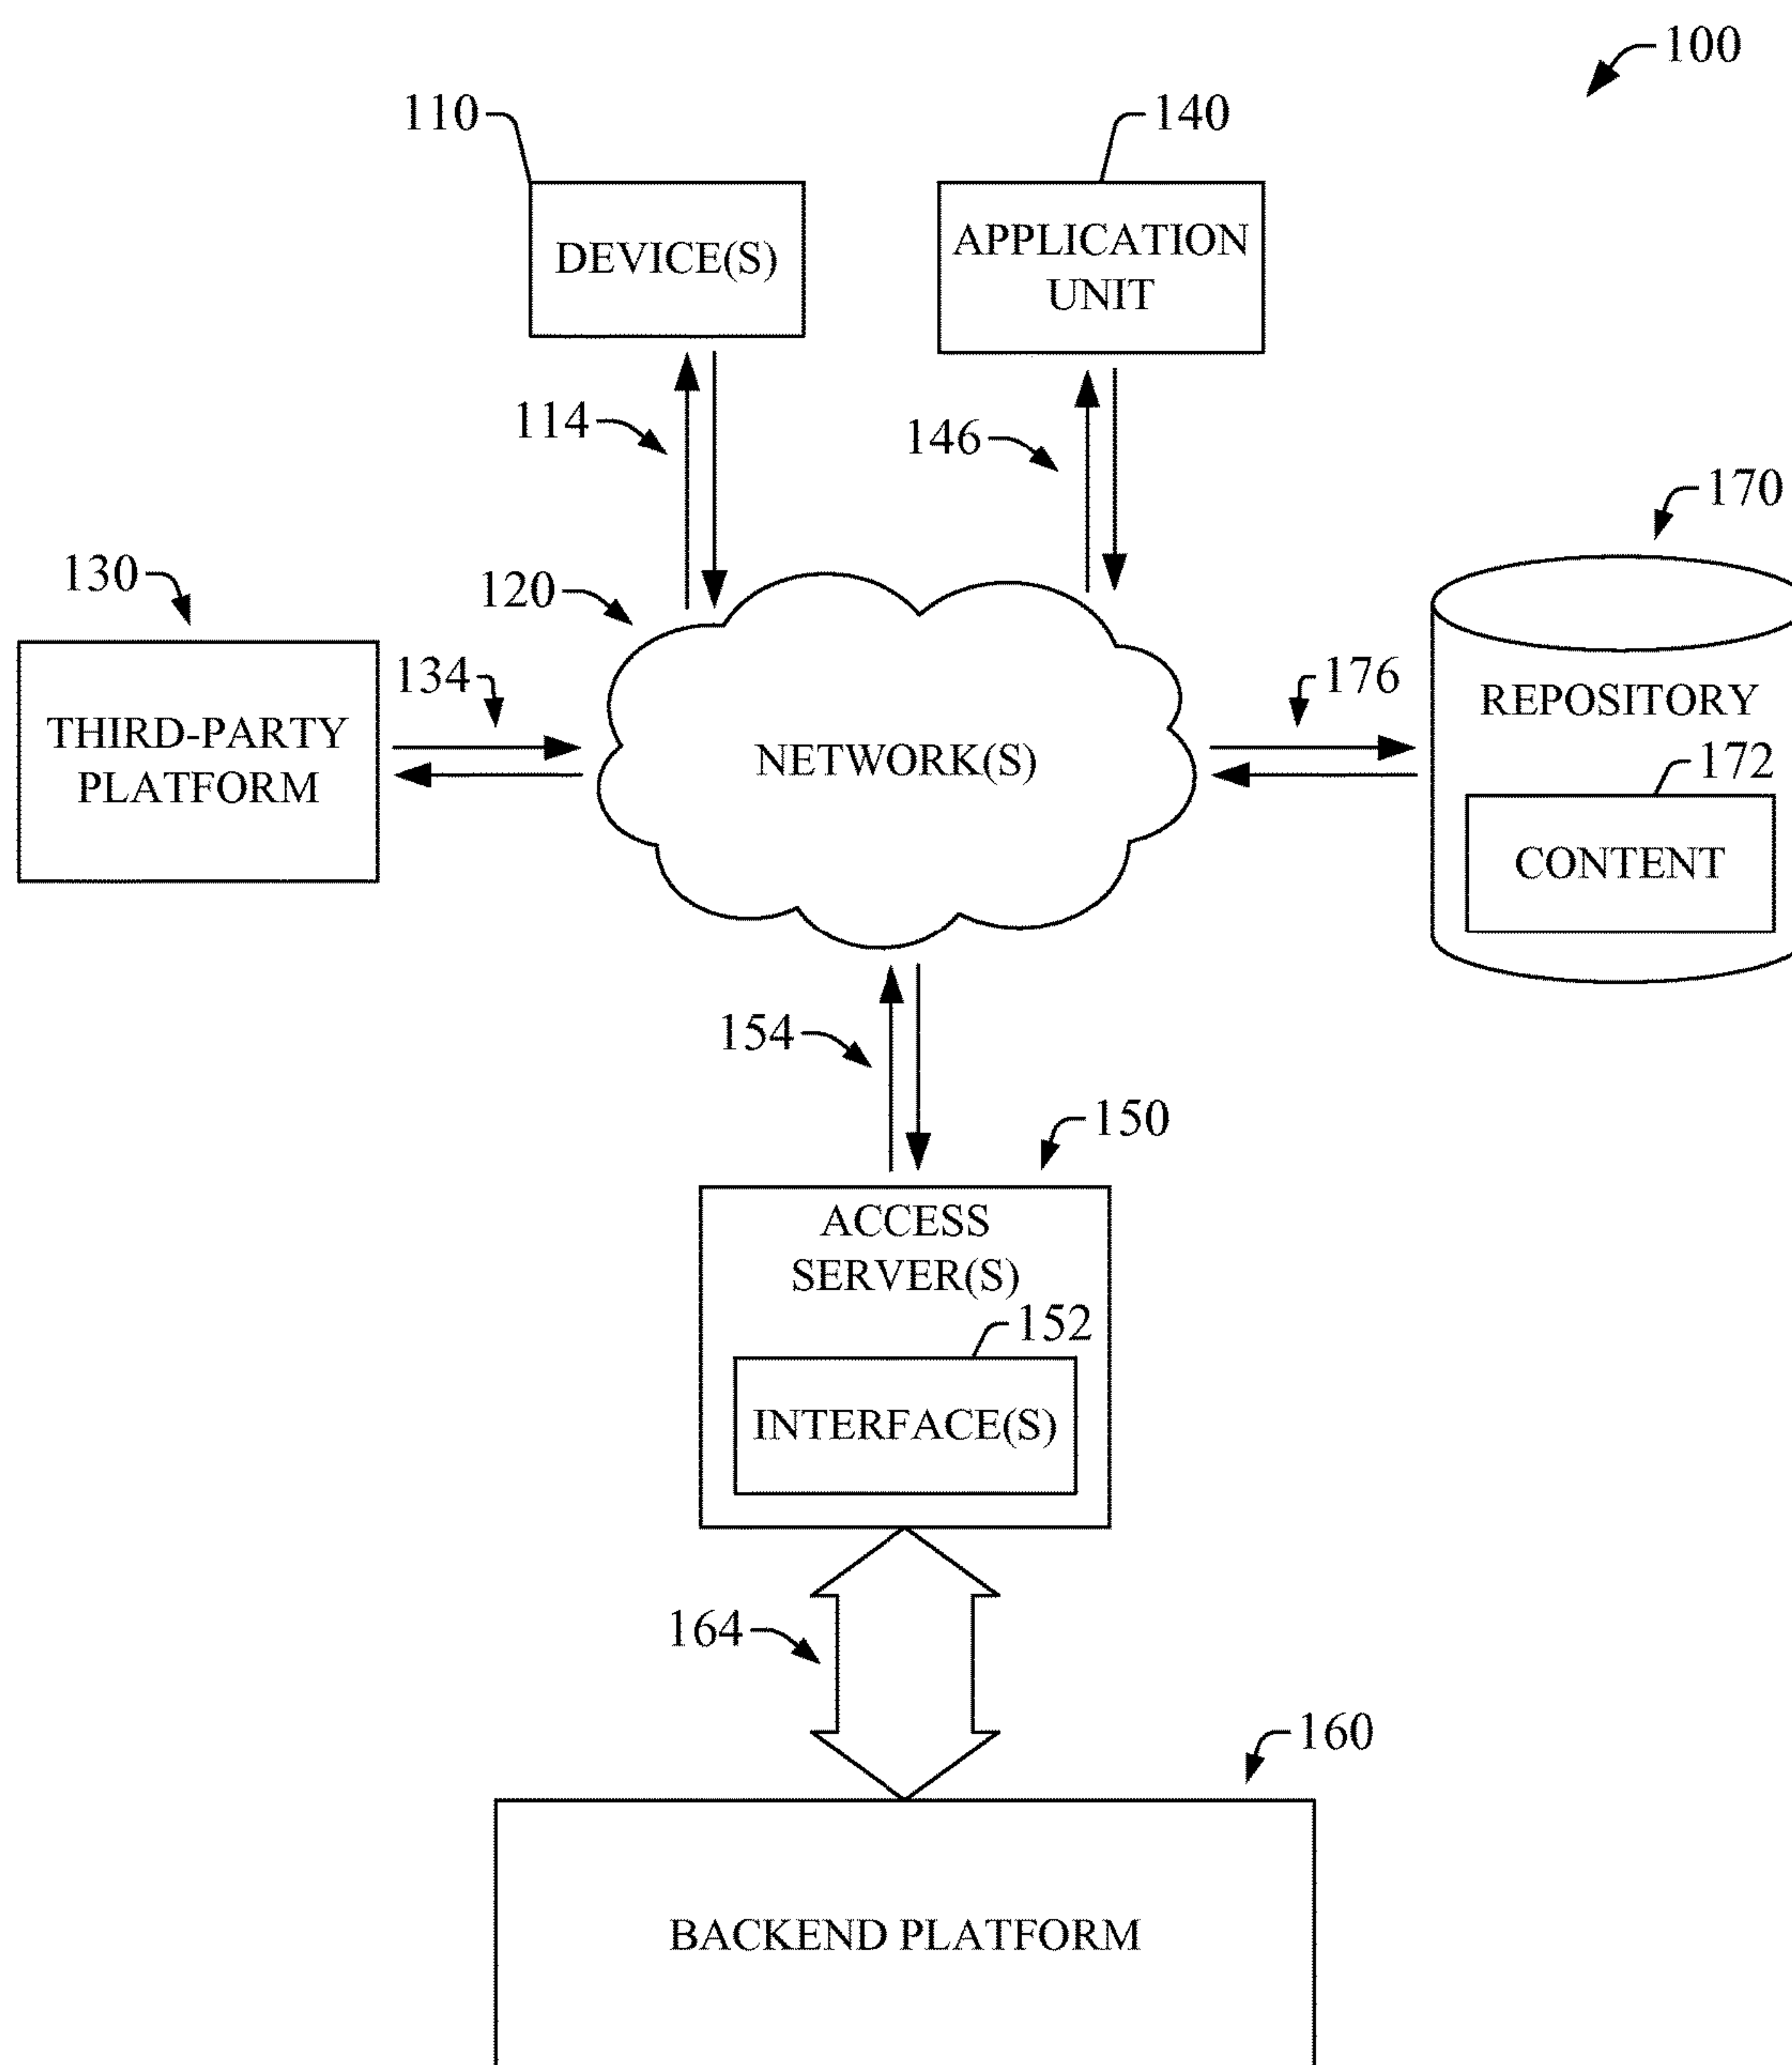 100
110
140
DEVICE(S)
APPLICATION
UNIT
114
146
170
130
120
134
176
REPOSITORY
THIRD-PARTY
PLATFORM
NETWORK(S)
172
CONTENT
154
150
ACCESS
SERVER(S)
152
INTERFACE(S)
164
160
BACKEND PLATFORM